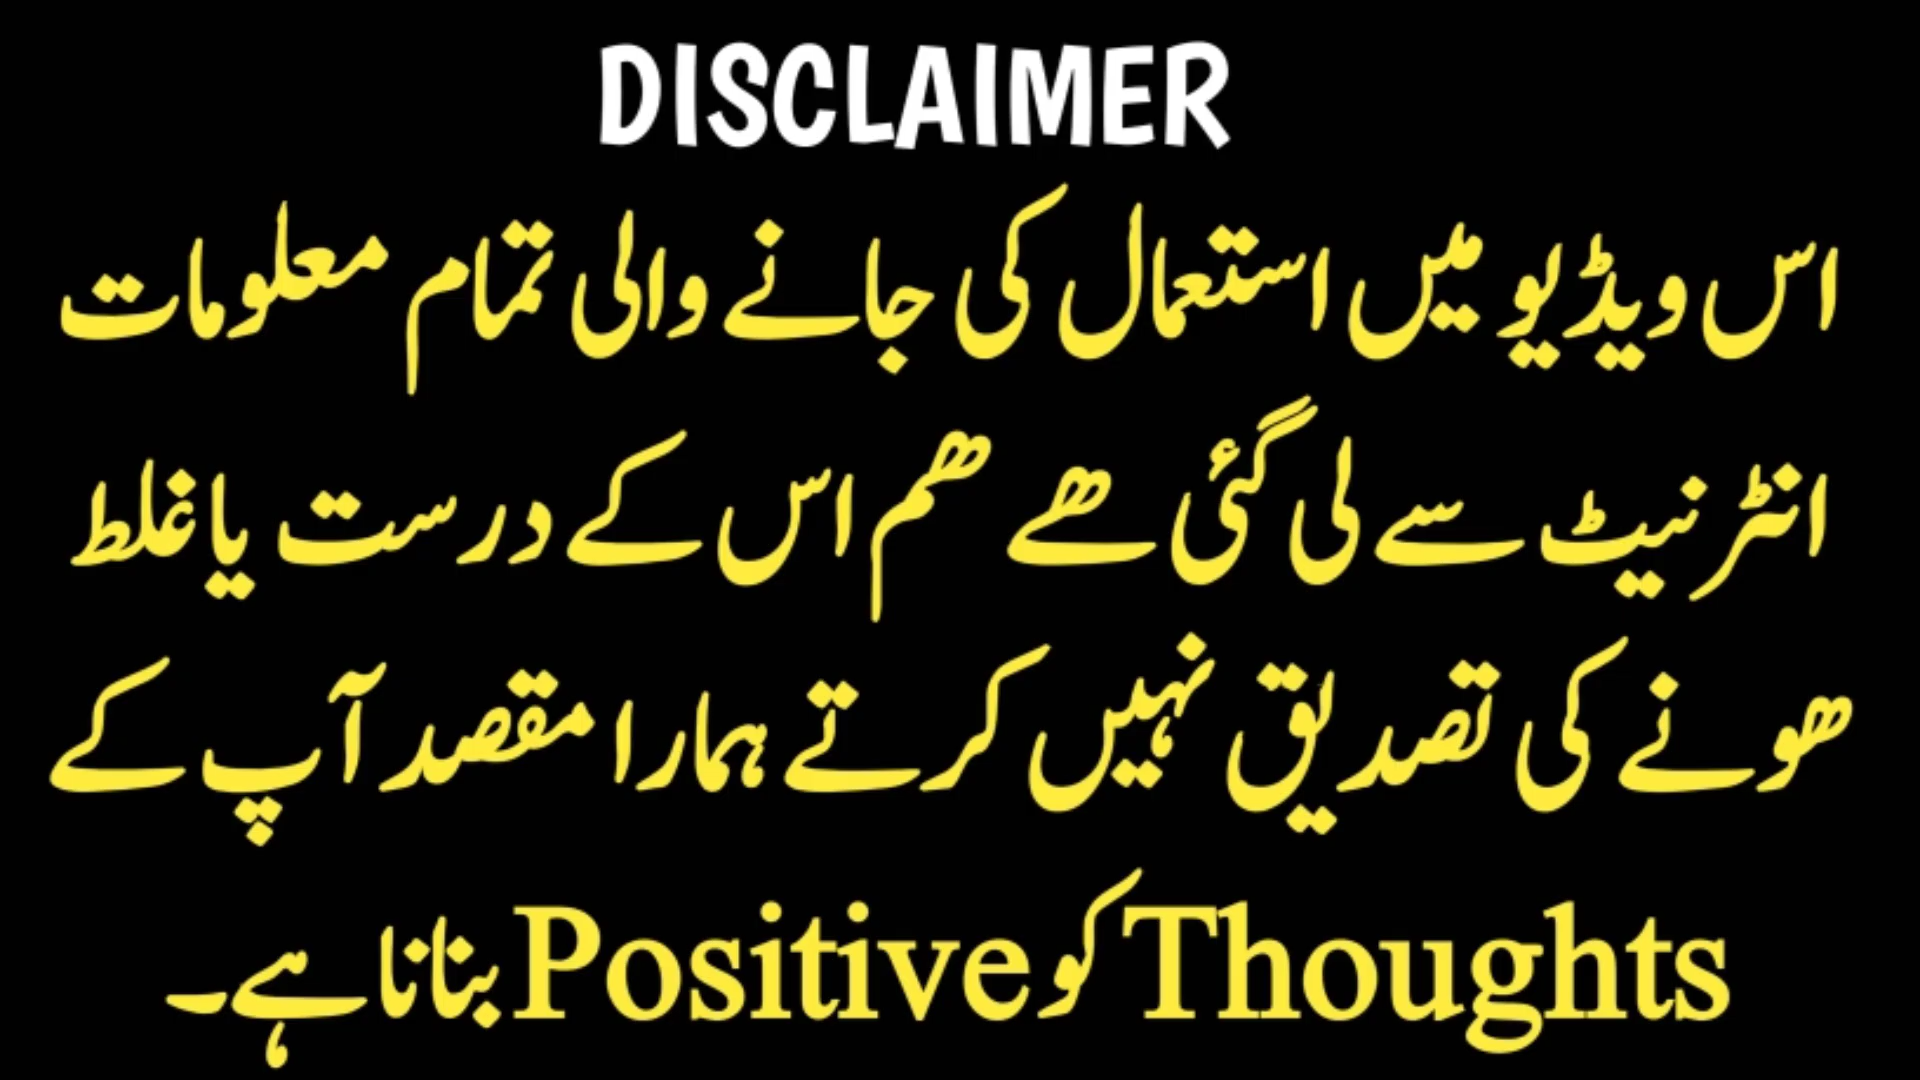 DISCLAIMER
اس ویڈیو میں استعمال کی جانے والی تمام معلومات
انٹرنیٹ سے لی گئی ھے ھم اس کے درست یا غلط
ھونے کی تصدیق نہیں کرتے ہمارا مقصد آپ کے
Thoughts کو Positive بنانا ہے۔